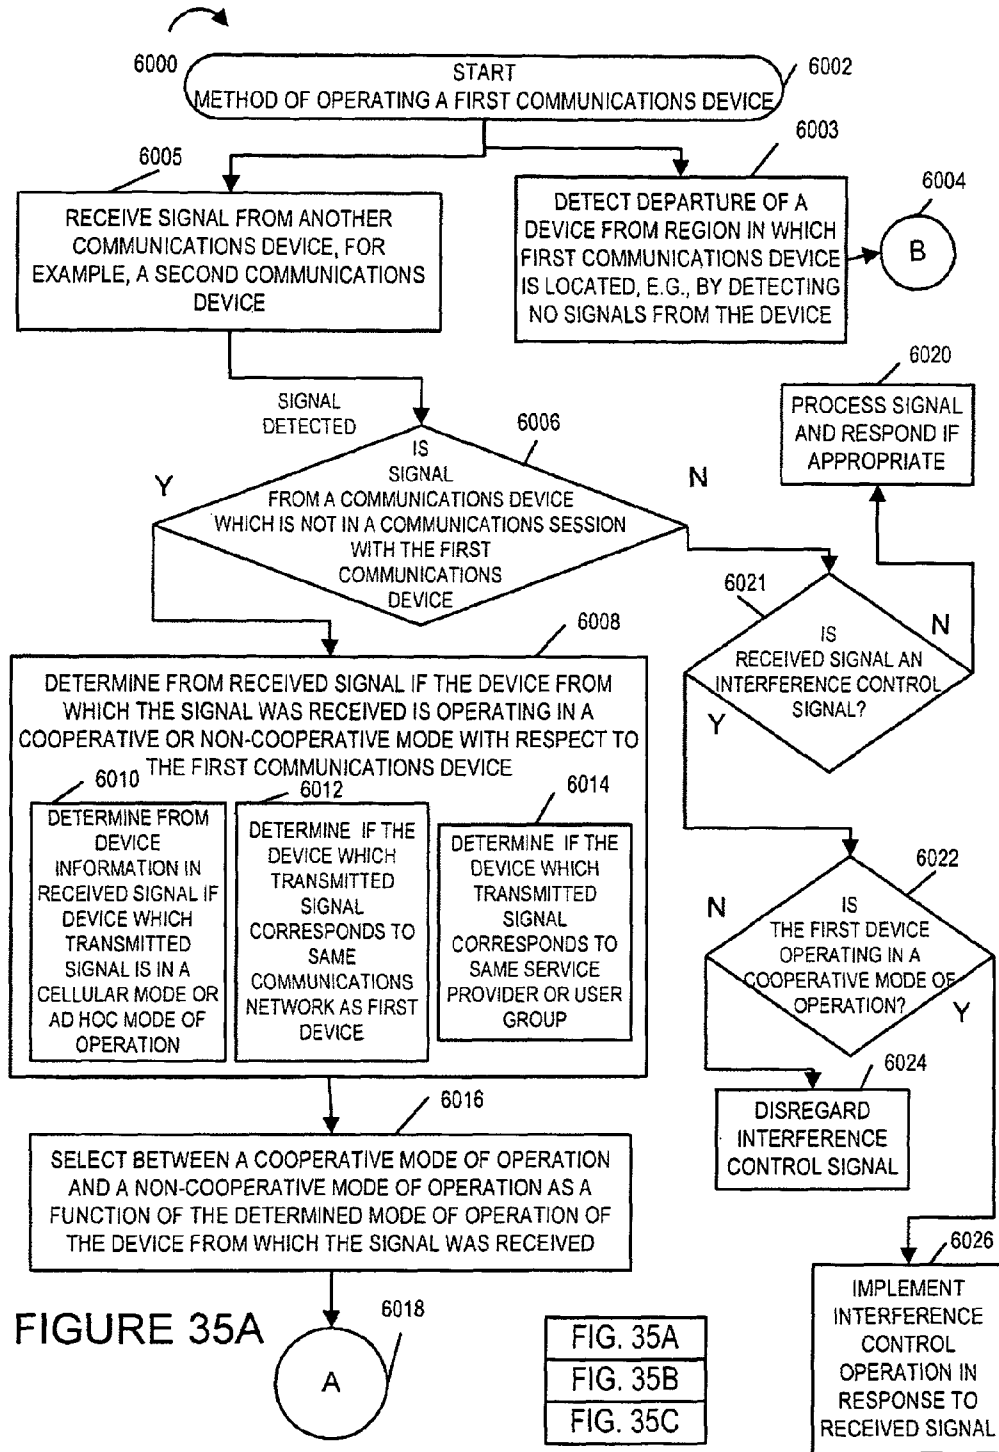 6000
START
METHOD OF OPERATING A FIRST COMMUNICATIONS DEVICE
6002
6005
RECEIVE SIGNAL FROM ANOTHER
COMMUNICATIONS DEVICE, FOR
EXAMPLE, A SECOND COMMUNICATIONS
DEVICE
6003
DETECT DEPARTURE OF A
DEVICE FROM REGION IN WHICH
FIRST COMMUNICATIONS DEVICE
IS LOCATED, E.G., BY DETECTING
NO SIGNALS FROM THE DEVICE
6004
B
SIGNAL
DETECTED
6006
IS
SIGNAL
FROM A COMMUNICATIONS DEVICE
WHICH IS NOT IN A COMMUNICATIONS SESSION
WITH THE FIRST
COMMUNICATIONS
DEVICE
Y
N
6020
PROCESS SIGNAL
AND RESPOND IF
APPROPRIATE
6021
IS
RECEIVED SIGNAL AN
INTERFERENCE CONTROL
SIGNAL?
N
Y
6008
DETERMINE FROM RECEIVED SIGNAL IF THE DEVICE FROM
WHICH THE SIGNAL WAS RECEIVED IS OPERATING IN A
COOPERATIVE OR NON-COOPERATIVE MODE WITH RESPECT TO
THE FIRST COMMUNICATIONS DEVICE
6010
DETERMINE FROM
DEVICE
INFORMATION IN
RECEIVED SIGNAL IF
DEVICE WHICH
TRANSMITTED
SIGNAL IS IN A
CELLULAR MODE OR
AD HOC MODE OF
OPERATION
6012
DETERMINE IF THE
DEVICE WHICH
TRANSMITTED
SIGNAL
CORRESPONDS TO
SAME
COMMUNICATIONS
NETWORK AS FIRST
DEVICE
6014
DETERMINE IF THE
DEVICE WHICH
TRANSMITTED
SIGNAL
CORRESPONDS TO
SAME SERVICE
PROVIDER OR USER
GROUP
6022
IS
THE FIRST DEVICE
OPERATING IN A
COOPERATIVE MODE OF
OPERATION?
N
Y
6024
DISREGARD
INTERFERENCE
CONTROL SIGNAL
6016
SELECT BETWEEN A COOPERATIVE MODE OF OPERATION
AND A NON-COOPERATIVE MODE OF OPERATION AS A
FUNCTION OF THE DETERMINED MODE OF OPERATION OF
THE DEVICE FROM WHICH THE SIGNAL WAS RECEIVED
6026
IMPLEMENT
INTERFERENCE
CONTROL
OPERATION IN
RESPONSE TO
RECEIVED SIGNAL
6018
A
FIGURE 35A
FIG. 35A
FIG. 35B
FIG. 35C